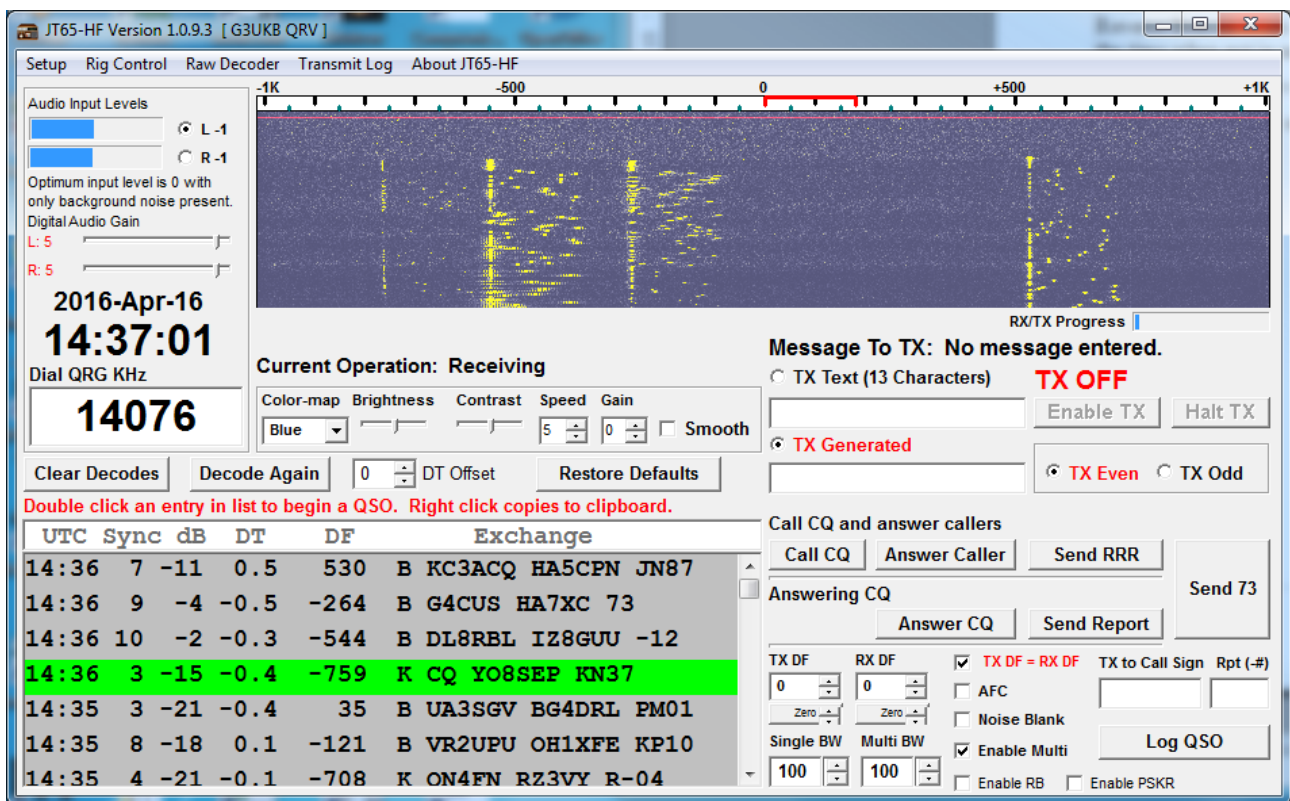 JT65-HF Version 1.0.9.3 [ G3UKB QRV ]
Setup Rig Control Raw Decoder Transmit Log About JT65-HF
-1K -500 0 +500 +1K
Audio Input Levels
L -1
R -1
Optimum input level is 0 with
only background noise present.
Digital Audio Gain
L: 5
R: 5
2016-Apr-16
14:37:01
Dial QRG KHz
14076
RX/TX Progress
Current Operation: Receiving
Color-map Brightness Contrast Speed Gain
Blue 5 0 Smooth
Message To TX: No message entered.
TX Text (13 Characters) TX OFF
Enable TX Halt TX
TX Generated
TX Even TX Odd
Clear Decodes Decode Again 0 DT Offset Restore Defaults
Double click an entry in list to begin a QSO. Right click copies to clipboard.
UTC Sync dB DT DF Exchange
14:36 7 -11 0.5 530 B KC3ACQ HA5CPN JN87
14:36 9 -4 -0.5 -264 B G4CUS HA7XC 73
14:36 10 -2 -0.3 -544 B DL8RBL IZ8GUU -12
14:36 3 -15 -0.4 -759 K CQ YO8SEP KN37
14:35 3 -21 -0.4 35 B UA3SGV BG4DRL PM01
14:35 8 -18 0.1 -121 B VR2UPU OH1XFE KP10
14:35 4 -21 -0.1 -708 K ON4FN RZ3VY R-04
Call CQ and answer callers
Call CQ Answer Caller Send RRR
Send 73
Answering CQ
Answer CQ Send Report
TX DF RX DF TX DF = RX DF TX to Call Sign Rpt (-#)
0 0 AFC
Zero Zero Noise Blank
Single BW Multi BW Enable Multi Log QSO
100 100 Enable RB Enable PSKR